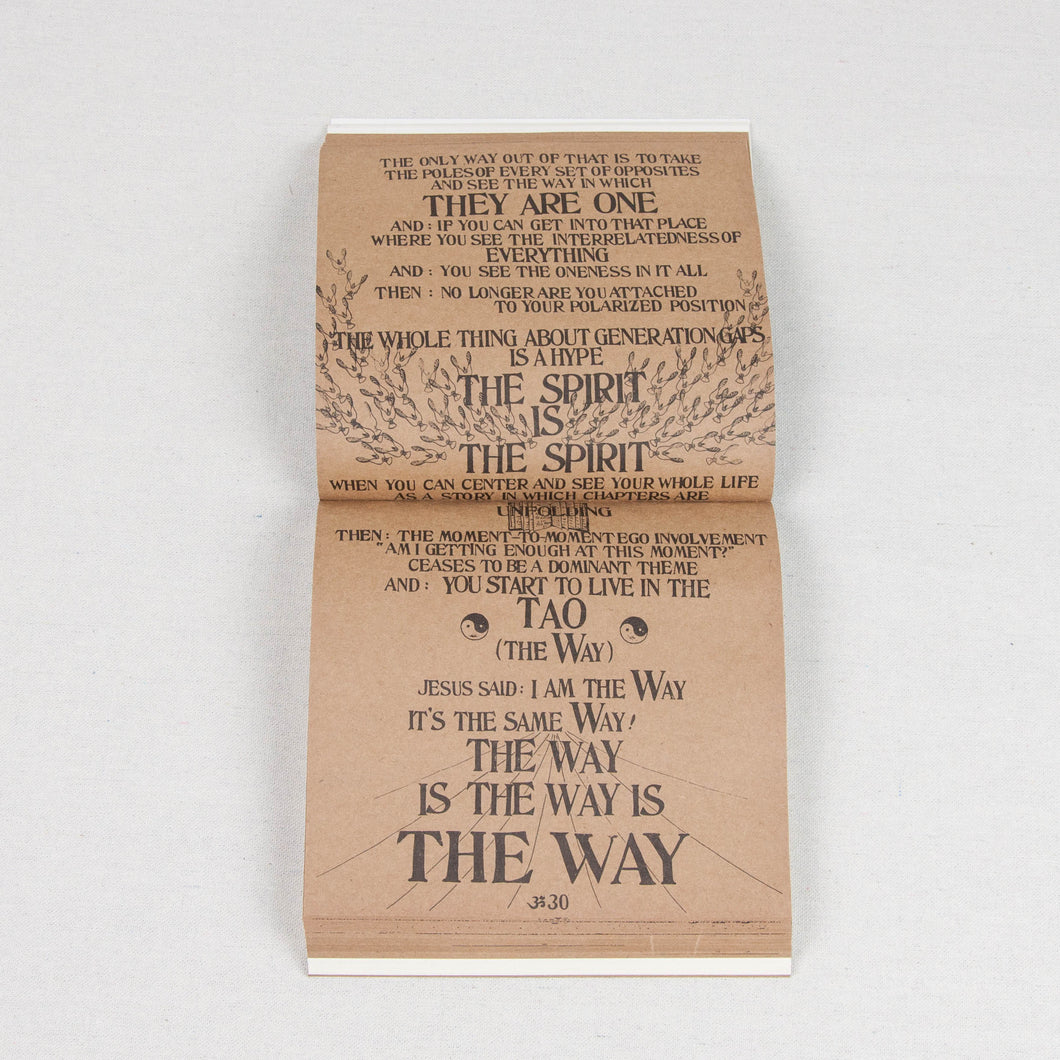 THE ONLY WAY OUT OF THAT IS TO TAKE
THE POLES OF EVERY SET OF OPPOSITES
AND SEE THE WAY IN WHICH
THEY ARE ONE
AND: IF YOU CAN GET INTO THAT PLACE
WHERE YOU SEE THE INTERRELATEDNESS OF
EVERYTHING
AND: YOU SEE THE ONENESS IN IT ALL
THEN: NO LONGER ARE YOU ATTACHED
TO YOUR POLARIZED POSITION
THE WHOLE THING ABOUT GENERATION GAPS
IS A HYPE
THE SPIRIT
IS
THE SPIRIT
WHEN YOU CAN CENTER AND SEE YOUR WHOLE LIFE
AS A STORY IN WHICH CHAPTERS ARE
UNFOLDING
THEN: THE MOMENT-TO-MOMENT EGO INVOLVEMENT
"AM I GETTING ENOUGH AT THIS MOMENT?"
CEASES TO BE A DOMINANT THEME
AND: YOU START TO LIVE IN THE
TAO
(THE WAY)
JESUS SAID: I AM THE WAY
IT'S THE SAME WAY!
THE WAY
IS THE WAY IS
THE WAY
ॐ 30